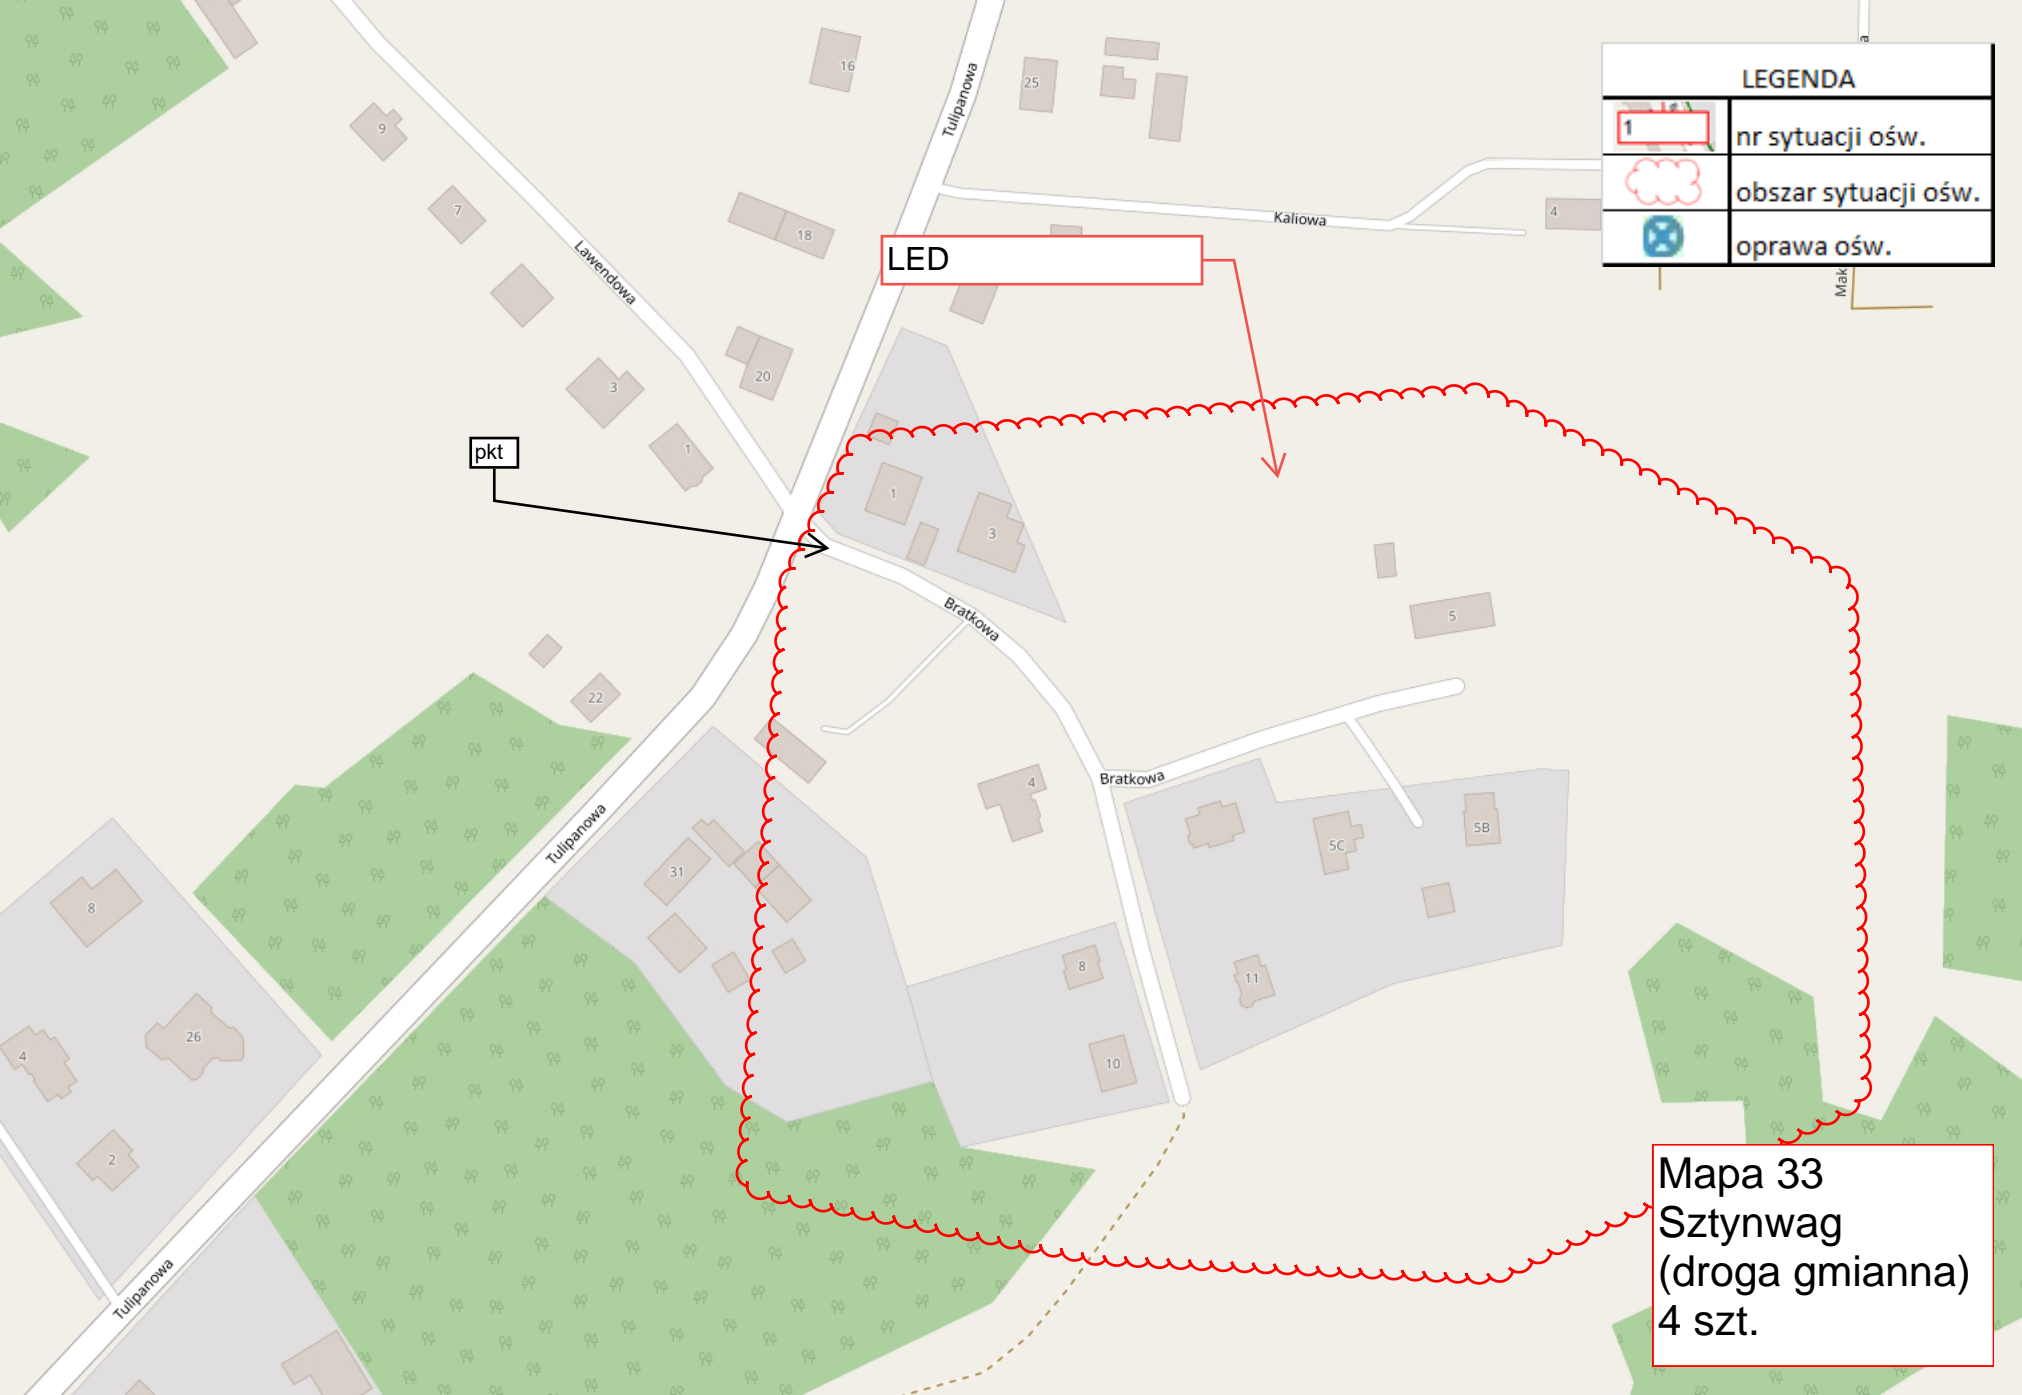 LEGENDA
1
nr sytuacji ośw.
obszar sytuacji ośw.
oprawa ośw.
a
Mak
16
25
Tulipanowa
9
7
18
Kaliowa
4
Lawendowa
LED
20
3
1
pkt
1
3
Bratkowa
5
22
4
Bratkowa
5C
5B
Tulipanowa
31
8
8
11
26
4
10
2
Tulipanowa
Mapa 33
Sztynwag
(droga gmianna)
4 szt.